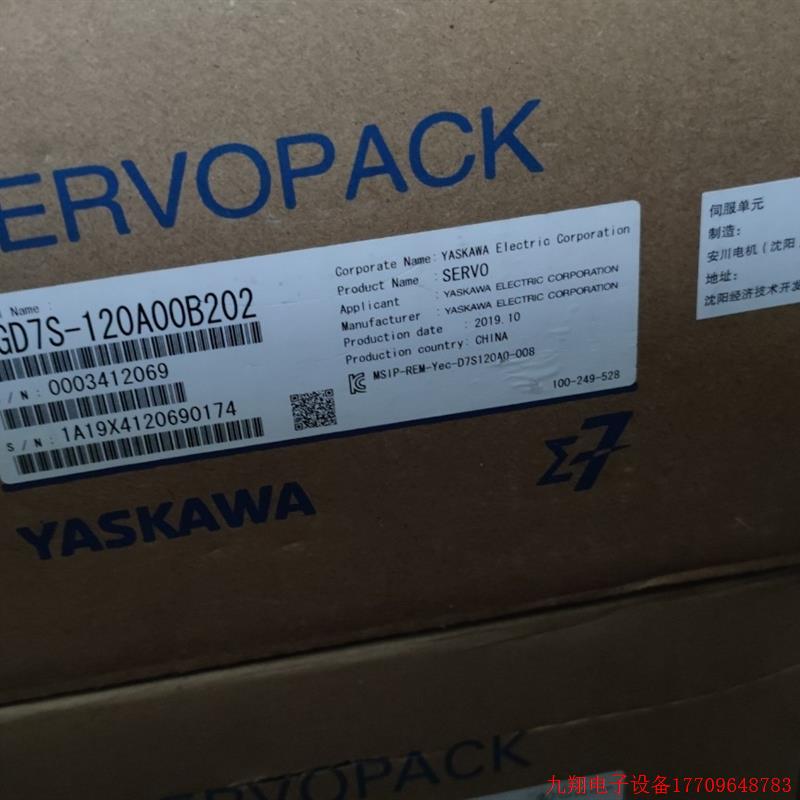 ERVOPACK
Name :
GD7S-120A00B202
/ N : 0003412069
S / N : 1A19X4120690174
Corporate Name : YASKAWA Electric Corporation
Product Name : SERVO
Applicant : YASKAWA ELECTRIC CORPORATION
Manufacturer : YASKAWA ELECTRIC CORPORATION
Production date : 2019.10
Production country : CHINA
MSIP-REM-Yec-D7S120A0-008
100-249-528
伺服单元
制造:
安川电机(沈阳
地址:
沈阳经济技术开发
YASKAWA
Σ7
ERVOPACK
九翔电子设备17709648783